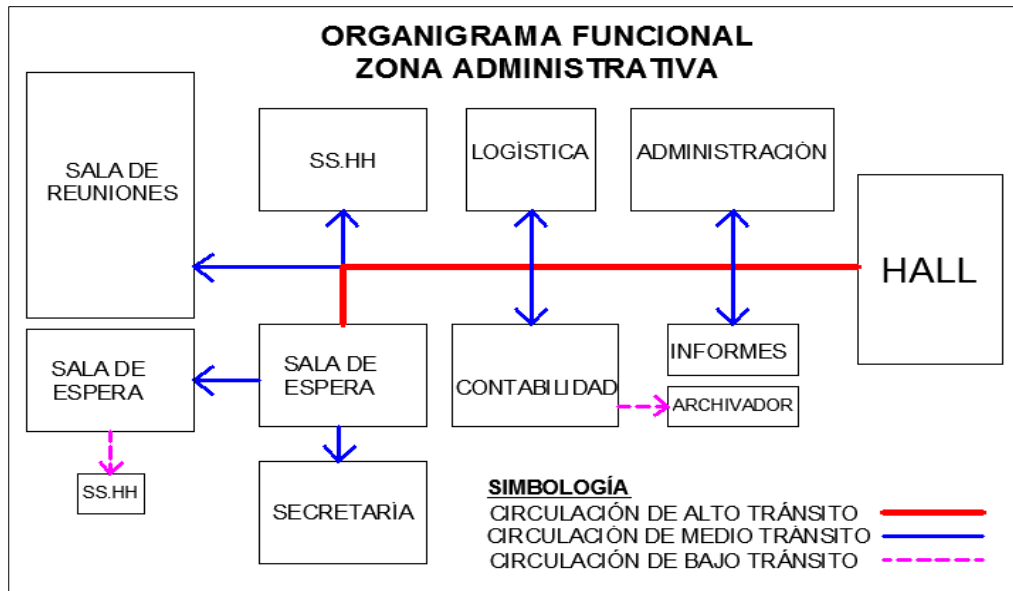 ORGANIGRAMA FUNCIONAL
ZONA ADMINISTRATIVA
SALA DE
REUNIONES
SS.HH
LOGÍSTICA
ADMINISTRACIÓN
HALL
SALA DE
ESPERA
SALA DE
ESPERA
CONTABILIDAD
INFORMES
ARCHIVADOR
SS.HH
SECRETARÍA
SIMBOLOGÍA
CIRCULACIÓN DE ALTO TRÁNSITO
CIRCULACIÓN DE MEDIO TRÁNSITO
CIRCULACIÓN DE BAJO TRÁNSITO